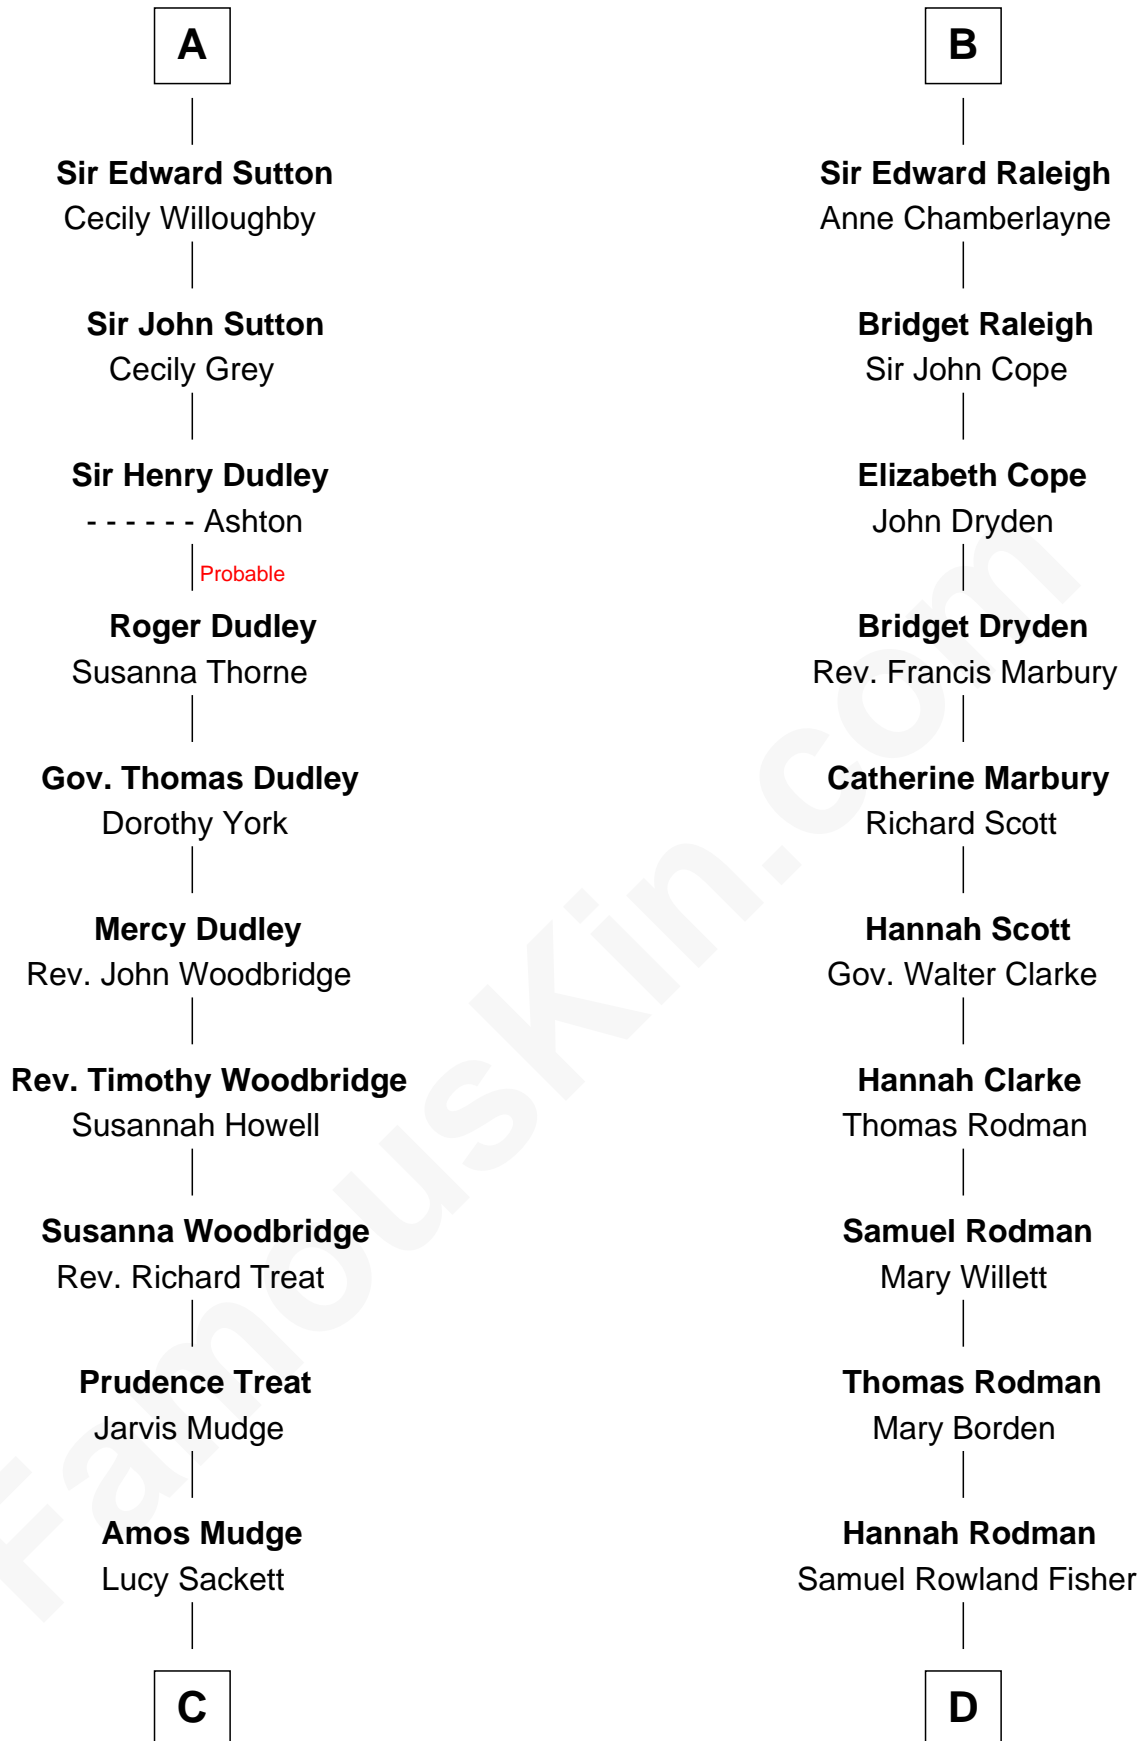 A
Sir Edward Sutton
Cecily Willoughby
Sir John Sutton
Cecily Grey
Sir Henry Dudley
- - - - - - Ashton
Probable
Roger Dudley
Susanna Thorne
Gov. Thomas Dudley
Dorothy York
Mercy Dudley
Rev. John Woodbridge
Rev. Timothy Woodbridge
Susannah Howell
Susanna Woodbridge
Rev. Richard Treat
Prudence Treat
Jarvis Mudge
Amos Mudge
Lucy Sackett
C
B
Sir Edward Raleigh
Anne Chamberlayne
Bridget Raleigh
Sir John Cope
Elizabeth Cope
John Dryden
Bridget Dryden
Rev. Francis Marbury
Catherine Marbury
Richard Scott
Hannah Scott
Gov. Walter Clarke
Hannah Clarke
Thomas Rodman
Samuel Rodman
Mary Willett
Thomas Rodman
Mary Borden
Hannah Rodman
Samuel Rowland Fisher
D
FamousKin.com